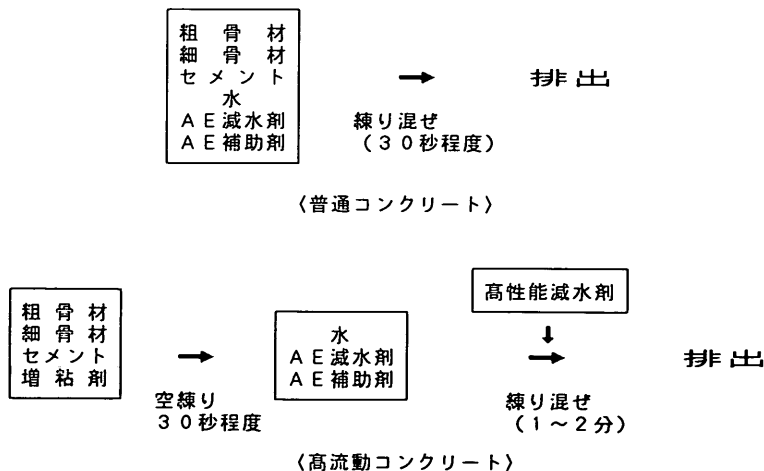 粗骨材
細骨材
セメント
水
AE減水剤
AE補助剤
→
排出
練り混ぜ
(30秒程度)
〈普通コンクリート〉
高性能減水剤
↓
粗骨材
細骨材
セメント
増粘剤
→
空練り
30秒程度
水
AE減水剤
AE補助剤
→
練り混ぜ
(1~2分)
排出
〈高流動コンクリート〉